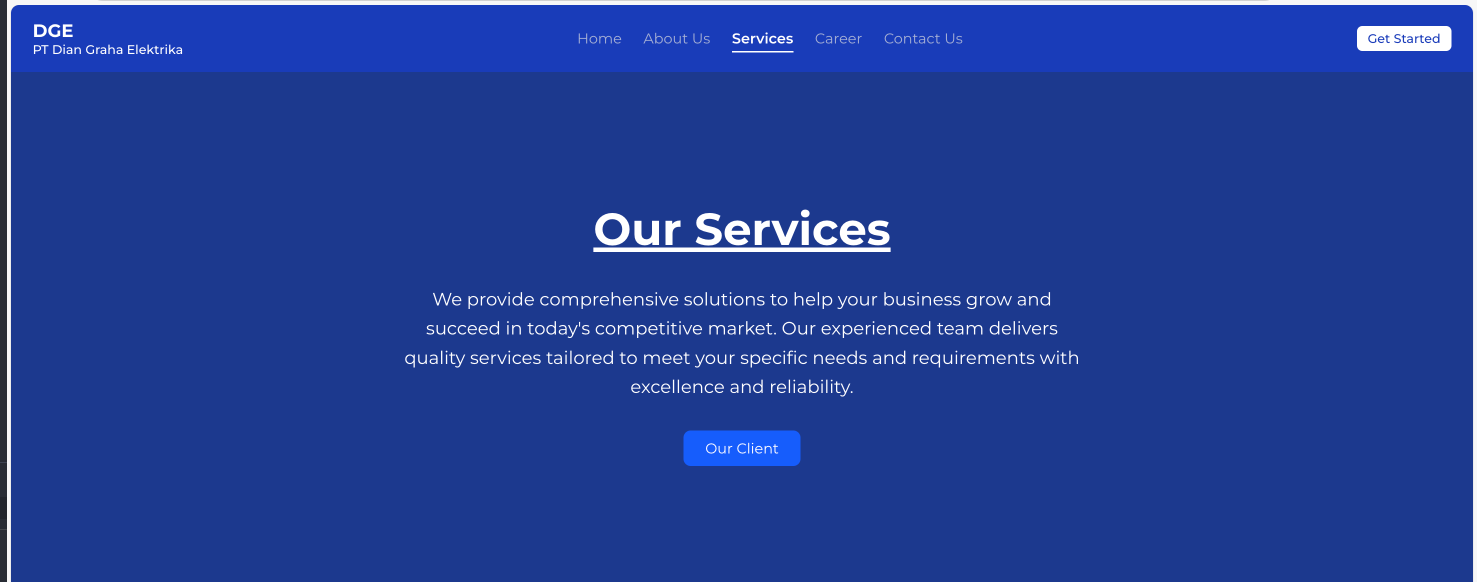 DGE
PT Dian Graha Elektrika
Home About Us Services Career Contact Us
Get Started
Our Services
We provide comprehensive solutions to help your business grow and
succeed in today's competitive market. Our experienced team delivers
quality services tailored to meet your specific needs and requirements with
excellence and reliability.
Our Client